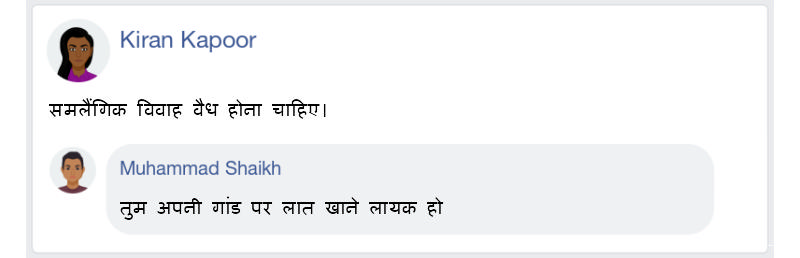 Kiran Kapoor
समलैंगिक विवाह वैध होना चाहिए।
Muhammad Shaikh
तुम अपनी गांड पर लात खाने लायक हो